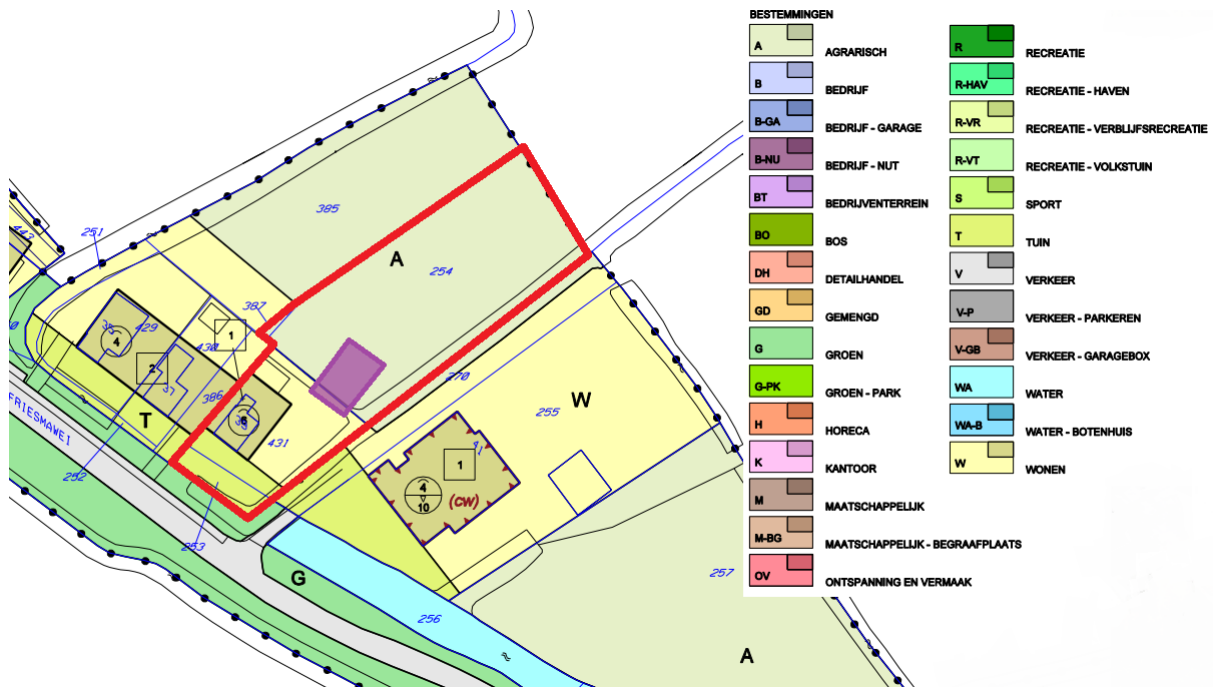 BESTEMMINGEN
A AGRARISCH
B BEDRIJF
B-GA BEDRIJF - GARAGE
B-NU BEDRIJF - NUT
BT BEDRIJVENTERREIN
BO BOS
DH DETAILHANDEL
GD GEMENGD
G GROEN
G-PK GROEN - PARK
H HORECA
K KANTOOR
M MAATSCHAPPELIJK
M-BG MAATSCHAPPELIJK - BEGRAAFPLAATS
OV ONTSPANNING EN VERMAAK
R RECREATIE
R-HAV RECREATIE - HAVEN
R-VR RECREATIE - VERBLIJFSRECREATIE
R-VT RECREATIE - VOLKSTUIN
S SPORT
T TUIN
V VERKEER
V-P VERKEER - PARKEREN
V-GB VERKEER - GARAGEBOX
WA WATER
WA-B WATER - BOTENHUIS
W WONEN
443
251
385
A
254
387
429
4
430
1
2
37
386
6
431
270
W
255
T
FRIESMAWEI
252
253
41
1
4
10
(CW)
G
256
257
A